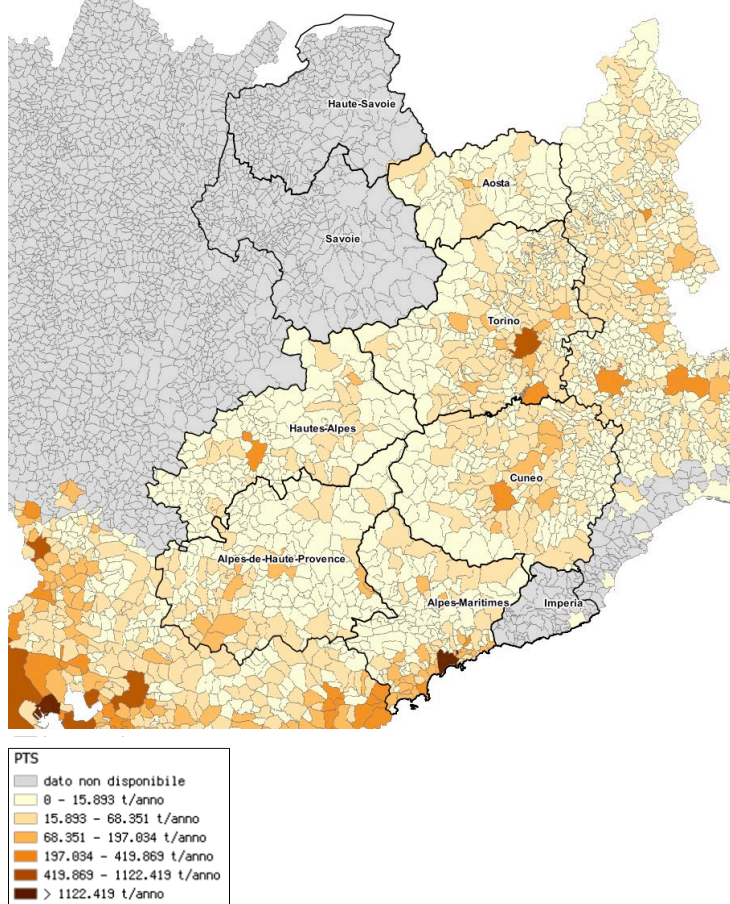 Haute-Savoie
Aosta
Savoie
Torino
Hautes-Alpes
Cuneo
Alpes-de-Haute-Provence
Alpes-Maritimes
Imperia
PTS
dato non disponibile
0 - 15.893 t/anno
15.893 - 68.351 t/anno
68.351 - 197.034 t/anno
197.034 - 419.869 t/anno
419.869 - 1122.419 t/anno
> 1122.419 t/anno